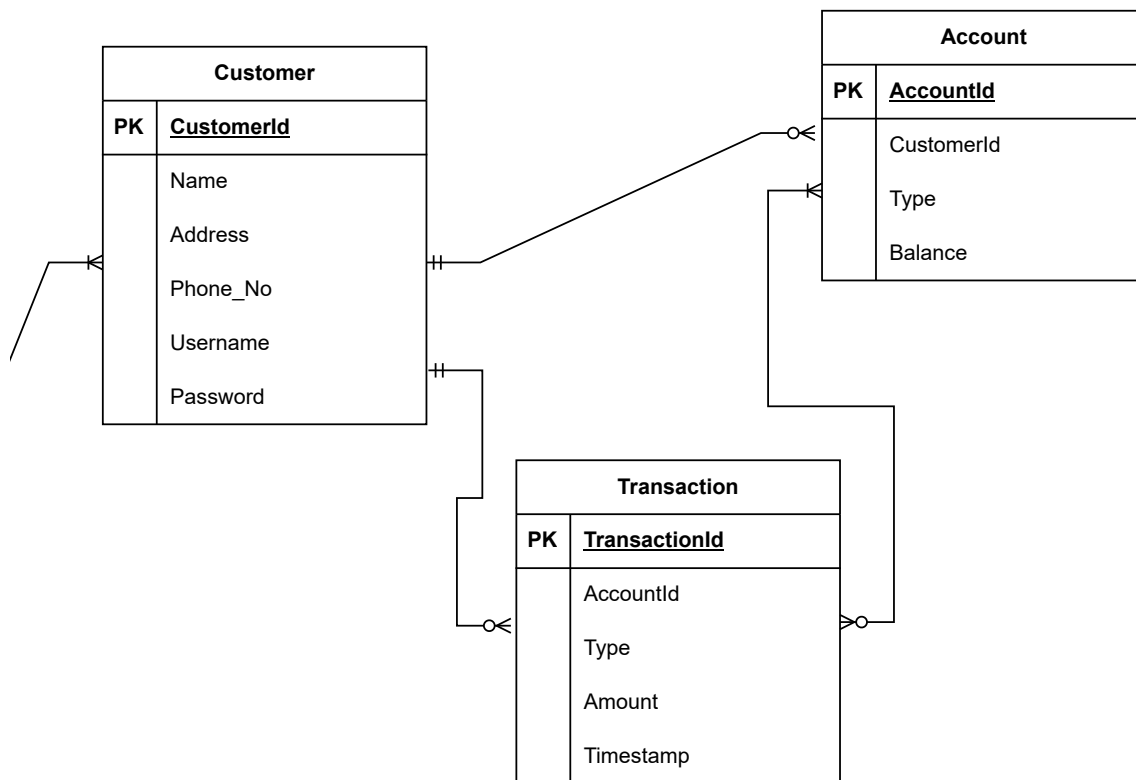 Customer
PK CustomerId
Name
Address
Phone_No
Username
Password
Account
PK AccountId
CustomerId
Type
Balance
Transaction
PK TransactionId
AccountId
Type
Amount
Timestamp